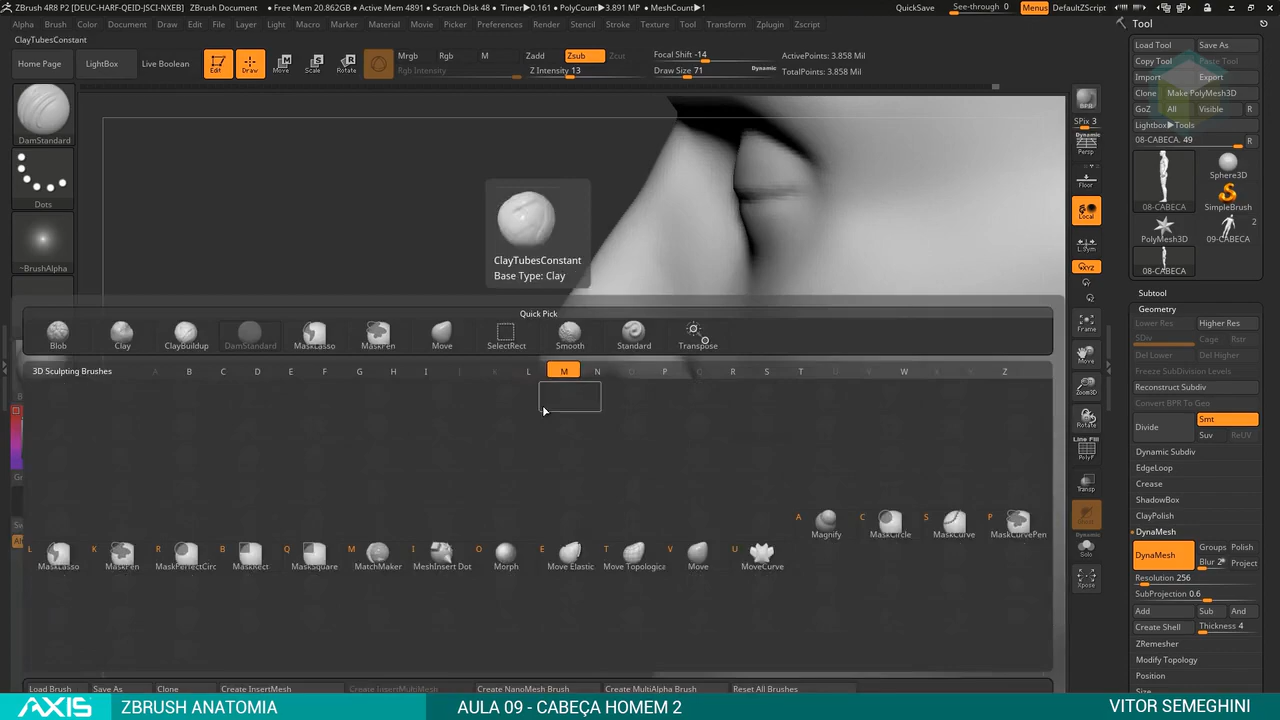 ZBrush 4R8 P2 [DEUC-HARF-QEID-JSCI-NXEB] ZBrush Document • Free Mem 20.862GB • Active Mem 4891 • Scratch Disk 48 • Timer▶0.161 • PolyCount▶3.891 MP • MeshCount▶1 QuickSave See-through 0 Menus DefaultZScript
Alpha Brush Color Document Draw Edit File Layer Light Macro Marker Material Movie Picker Preferences Render Stencil Stroke Texture Tool Transform Zplugin Zscript
ClayTubesConstant
Home Page LightBox Live Boolean Edit Draw Move Scale Rotate
Mrgb Rgb M Zadd Zsub Zcut Focal Shift -14 ActivePoints: 3.858 Mil
Rgb Intensity Z Intensity 13 Draw Size 71 Dynamic TotalPoints: 3.858 Mil
DamStandard
Dots
~BrushAlpha
ClayTubesConstant
Base Type: Clay
Quick Pick
Blob Clay ClayBuildup DamStandard MaskLasso MaskPen Move SelectRect Smooth Standard Transpose
3D Sculpting Brushes A B C D E F G H I J K L M N O P Q R S T U V W X Y Z
A Magnify C MaskCircle S MaskCurve P MaskCurvePen
L MaskLasso K MaskPen R MaskPerfectCirc B MaskRect Q MaskSquare M MatchMaker I MeshInsert Dot O Morph E Move Elastic T Move Topologica V Move U MoveCurve
Load Brush Save As Clone Create InsertMesh Create InsertMultiMesh Create NanoMesh Brush Create MultiAlpha Brush Reset All Brushes
BPR
SPix 3
Dynamic
Persp
Floor
Local
L.Sym
XYZ
Frame
Move
Zoom3D
Rotate
Line Fill
PolyF
Transp
Dynamic
Solo
Xpose
Tool
Load Tool Save As
Copy Tool Paste Tool
Import Export
Clone Make PolyMesh3D
GoZ All Visible R
Lightbox▶Tools
08-CABECA. 49 R
08-CABECA Sphere3D
SimpleBrush
PolyMesh3D 2 09-CABECA
08-CABECA
Subtool
Geometry
Lower Res Higher Res
SDiv Cage Rstr
Del Lower Del Higher
Freeze SubDivision Levels
Reconstruct Subdiv
Convert BPR To Geo
Divide Smt
Suv ReUV
Dynamic Subdiv
EdgeLoop
Crease
ShadowBox
ClayPolish
DynaMesh
DynaMesh Groups Polish
Blur 2 Project
Resolution 256
SubProjection 0.6
Add Sub And
Create Shell Thickness 4
ZRemesher
Modify Topology
Position
Size
AXIS ZBRUSH ANATOMIA AULA 09 - CABEÇA HOMEM 2 VITOR SEMEGHINI